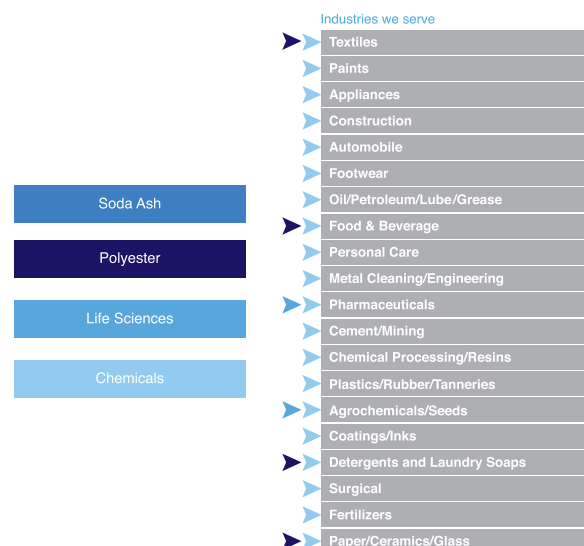 Industries we serve
Textiles
Paints
Appliances
Construction
Automobile
Footwear
Oil/Petroleum/Lube/Grease
Food & Beverage
Personal Care
Metal Cleaning/Engineering
Pharmaceuticals
Cement/Mining
Chemical Processing/Resins
Plastics/Rubber/Tanneries
Agrochemicals/Seeds
Coatings/Inks
Detergents and Laundry Soaps
Surgical
Fertilizers
Paper/Ceramics/Glass
Soda Ash
Polyester
Life Sciences
Chemicals